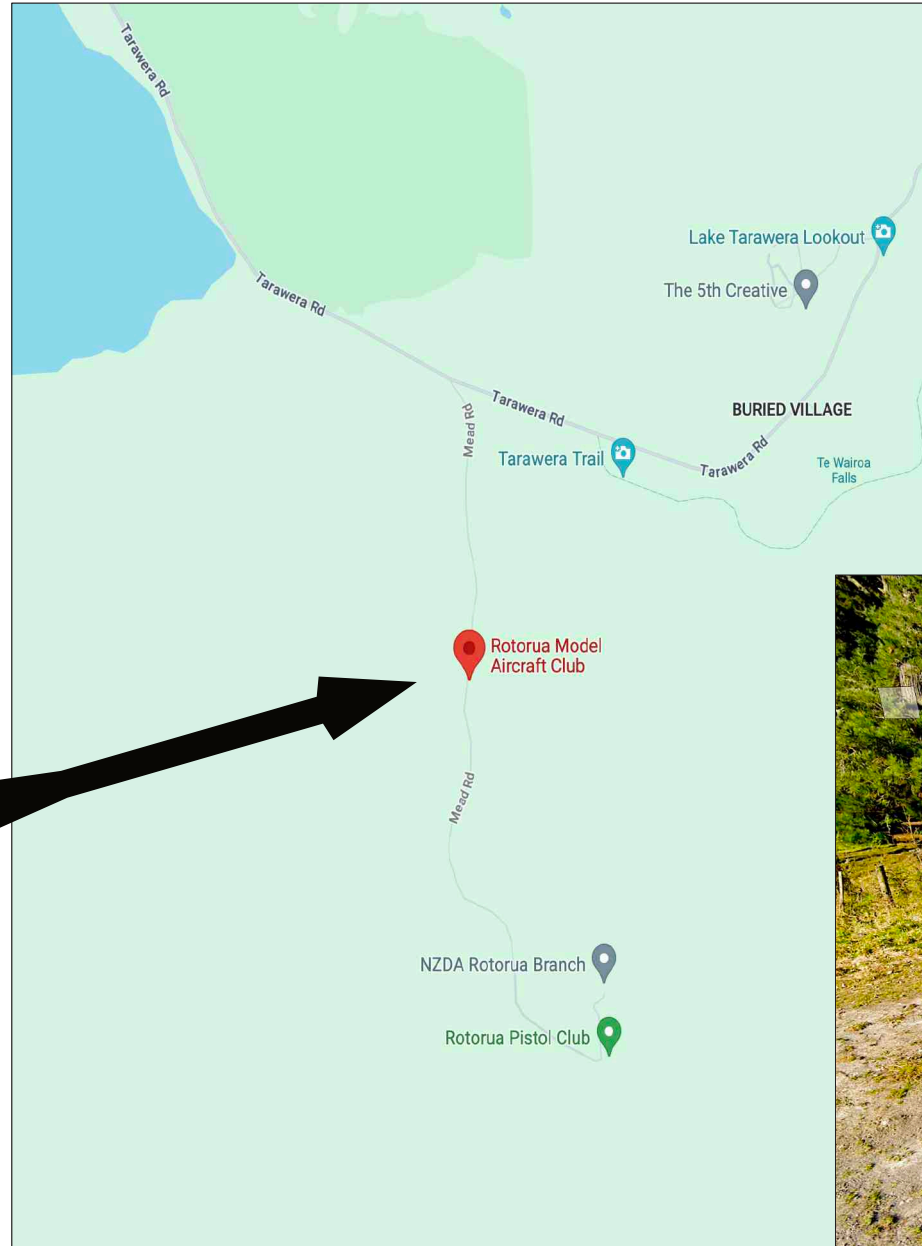 Tarawera Rd
Lake Tarawera Lookout
The 5th Creative
Tarawera Rd
Mead Rd
Tarawera Rd
BURIED VILLAGE
Tarawera Trail
Tarawera Rd
Te Wairoa
Falls
Rotorua Model
Aircraft Club
Mead Rd
NZDA Rotorua Branch
Rotorua Pistol Club